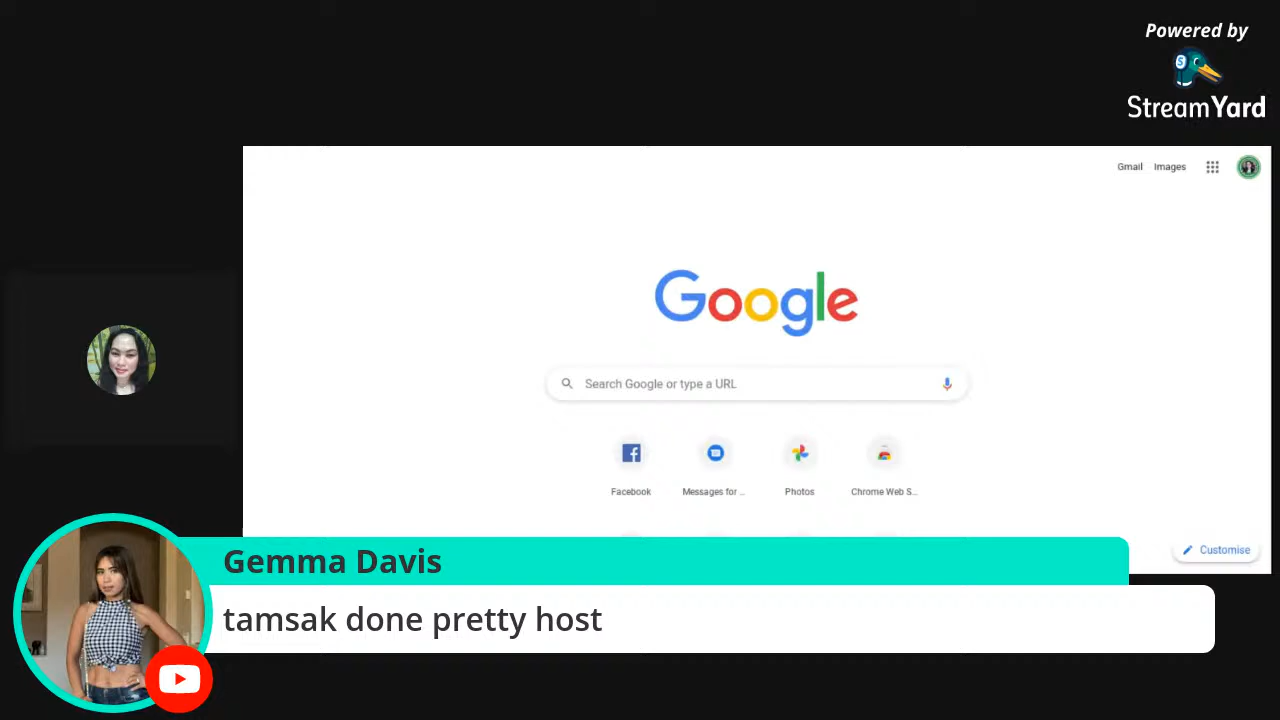 Powered by
StreamYard
Gmail Images
Google
Search Google or type a URL
Facebook Messages for ... Photos Chrome Web S...
Customise
Gemma Davis
tamsak done pretty host